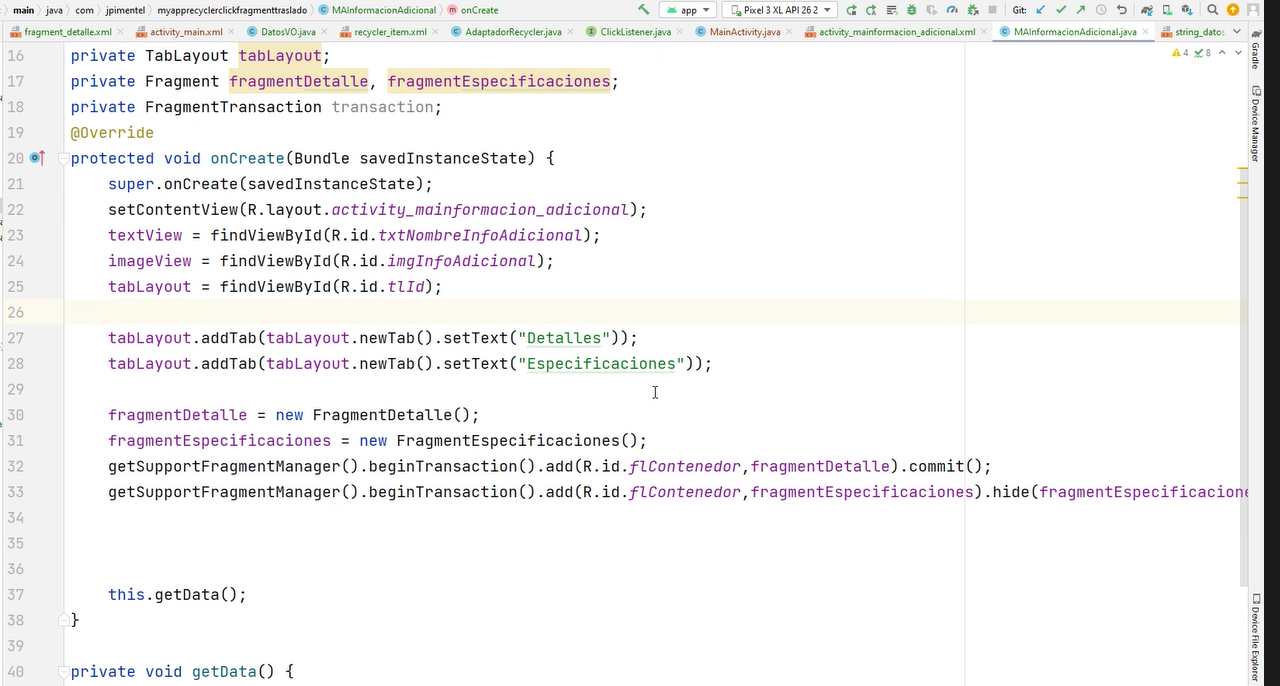 main java com jpimentel myapprecyclerclickfragmenttraslado MAInformacionAdicional onCreate app Pixel 3 XL API 26 2 Git:
fragment_detalle.xml activity_main.xml DatosVO.java recycler_item.xml AdaptadorRecycler.java ClickListener.java MainActivity.java activity_mainformacion_adicional.xml MAInformacionAdicional.java string_datos
4 8
16 private TabLayout tabLayout;
17 private Fragment fragmentDetalle, fragmentEspecificaciones;
18 private FragmentTransaction transaction;
19 @Override
20 protected void onCreate(Bundle savedInstanceState) {
21 super.onCreate(savedInstanceState);
22 setContentView(R.layout.activity_mainformacion_adicional);
23 textView = findViewById(R.id.txtNombreInfoAdicional);
24 imageView = findViewById(R.id.imgInfoAdicional);
25 tabLayout = findViewById(R.id.tlId);
26
27 tabLayout.addTab(tabLayout.newTab().setText("Detalles"));
28 tabLayout.addTab(tabLayout.newTab().setText("Especificaciones"));
29
30 fragmentDetalle = new FragmentDetalle();
31 fragmentEspecificaciones = new FragmentEspecificaciones();
32 getSupportFragmentManager().beginTransaction().add(R.id.flContenedor,fragmentDetalle).commit();
33 getSupportFragmentManager().beginTransaction().add(R.id.flContenedor,fragmentEspecificaciones).hide(fragmentEspecificacione
34
35
36
37 this.getData();
38 }
39
40 private void getData() {
Gradle
Device Manager
Device File Explorer